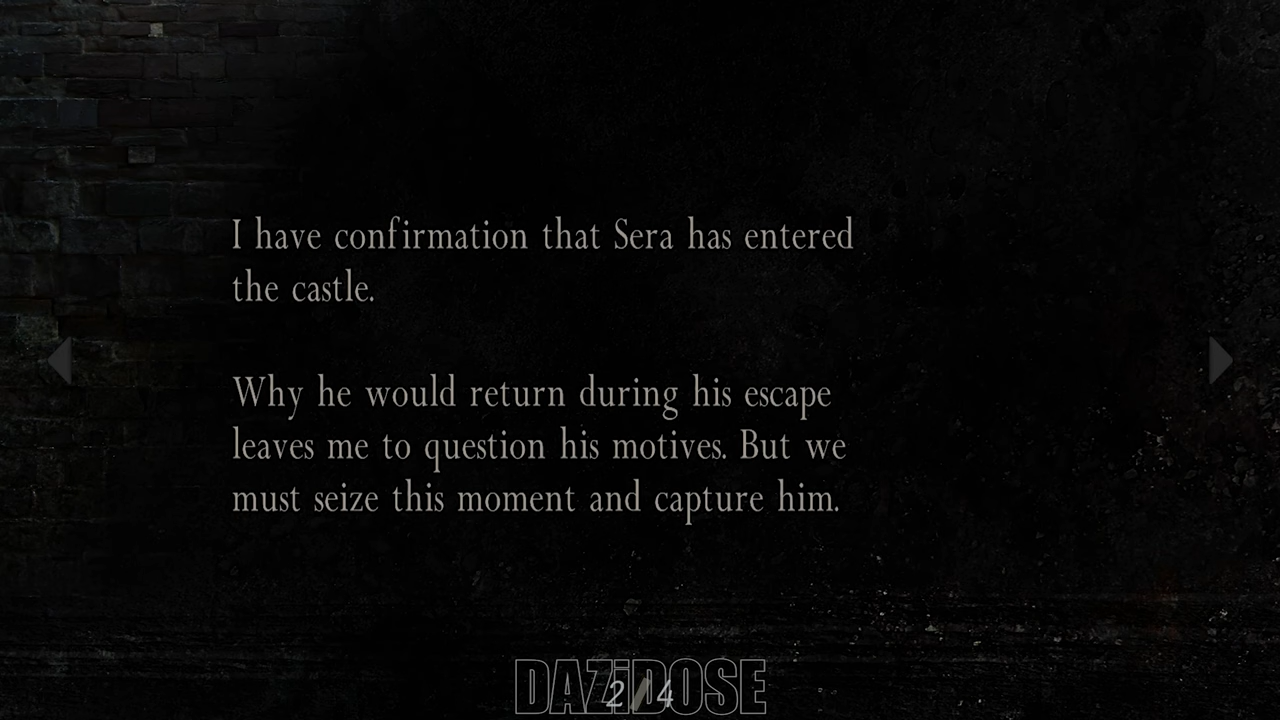 I have confirmation that Sera has entered
the castle.
Why he would return during his escape
leaves me to question his motives. But we
must seize this moment and capture him.
DAZiDOSE
2 / 4